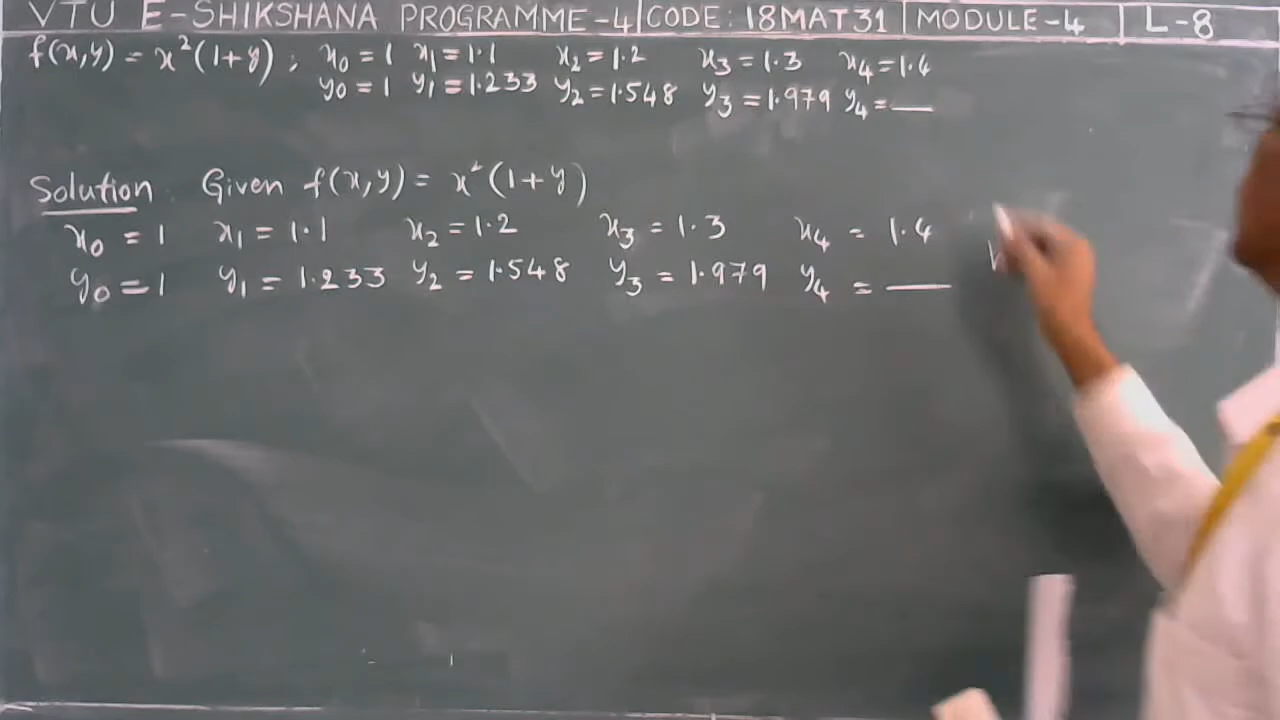 VTU E-SHIKSHANA PROGRAMME-4 CODE: 18MAT31 MODULE-4 L-8
f(x,y) = x²(1+y) ; x₀ = 1 x₁ = 1.1 x₂ = 1.2 x₃ = 1.3 x₄ = 1.4
y₀ = 1 y₁ = 1.233 y₂ = 1.548 y₃ = 1.979 y₄ = __
Solution: Given f(x,y) = x²(1+y)
x₀ = 1 x₁ = 1.1 x₂ = 1.2 x₃ = 1.3 x₄ = 1.4
y₀ = 1 y₁ = 1.233 y₂ = 1.548 y₃ = 1.979 y₄ = __